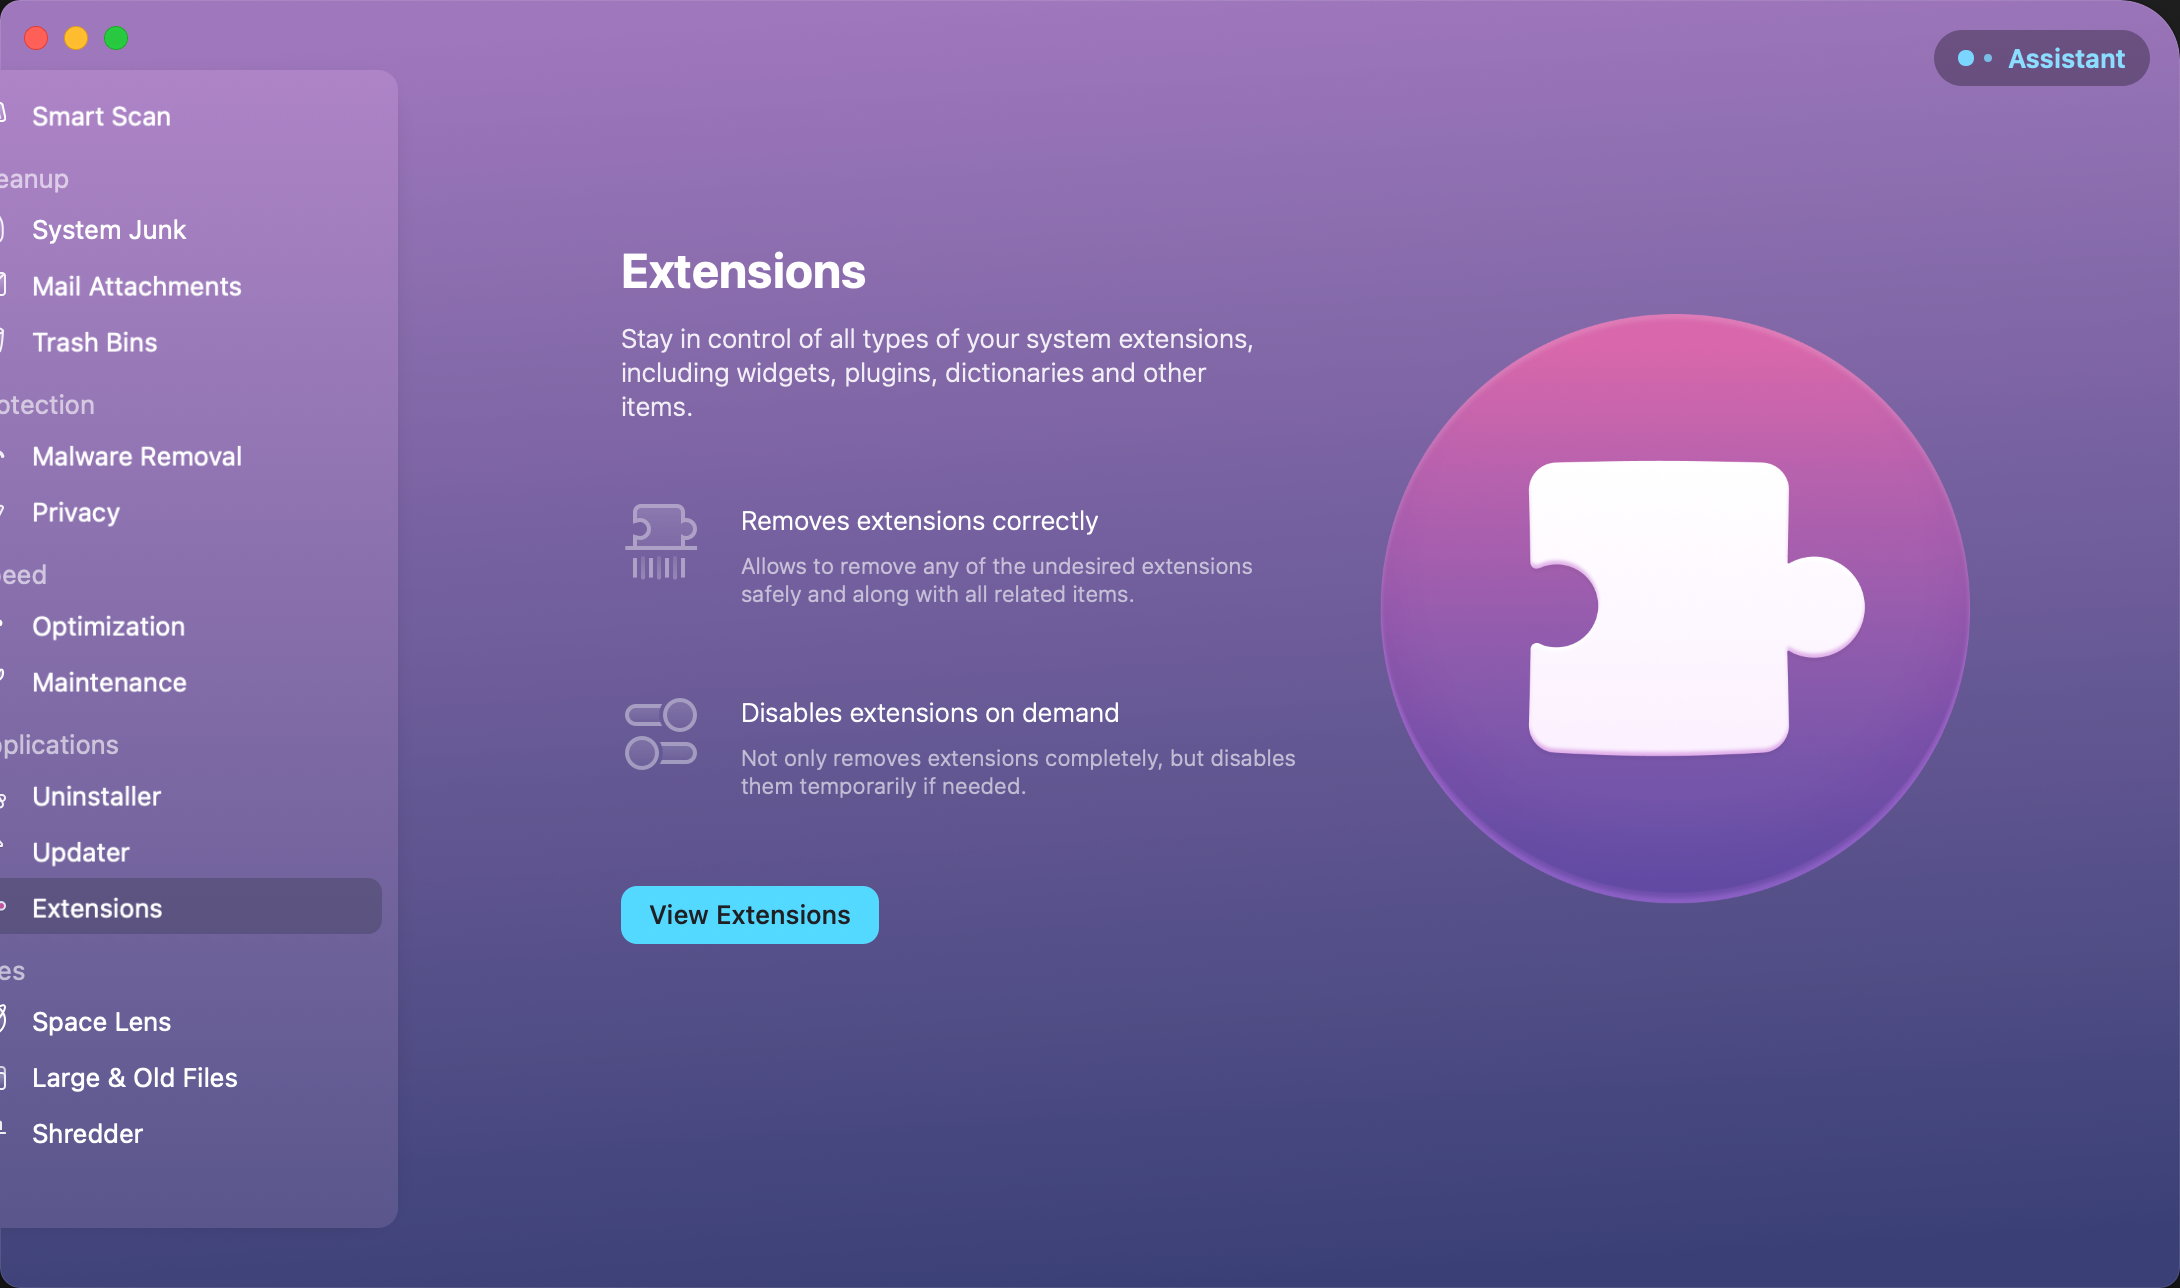 Assistant
Smart Scan
eanup
System Junk
Mail Attachments
Trash Bins
otection
Malware Removal
Privacy
eed
Optimization
Maintenance
plications
Uninstaller
Updater
Extensions
es
Space Lens
Large & Old Files
Shredder
Extensions
Stay in control of all types of your system extensions,
including widgets, plugins, dictionaries and other
items.
Removes extensions correctly
Allows to remove any of the undesired extensions
safely and along with all related items.
Disables extensions on demand
Not only removes extensions completely, but disables
them temporarily if needed.
View Extensions